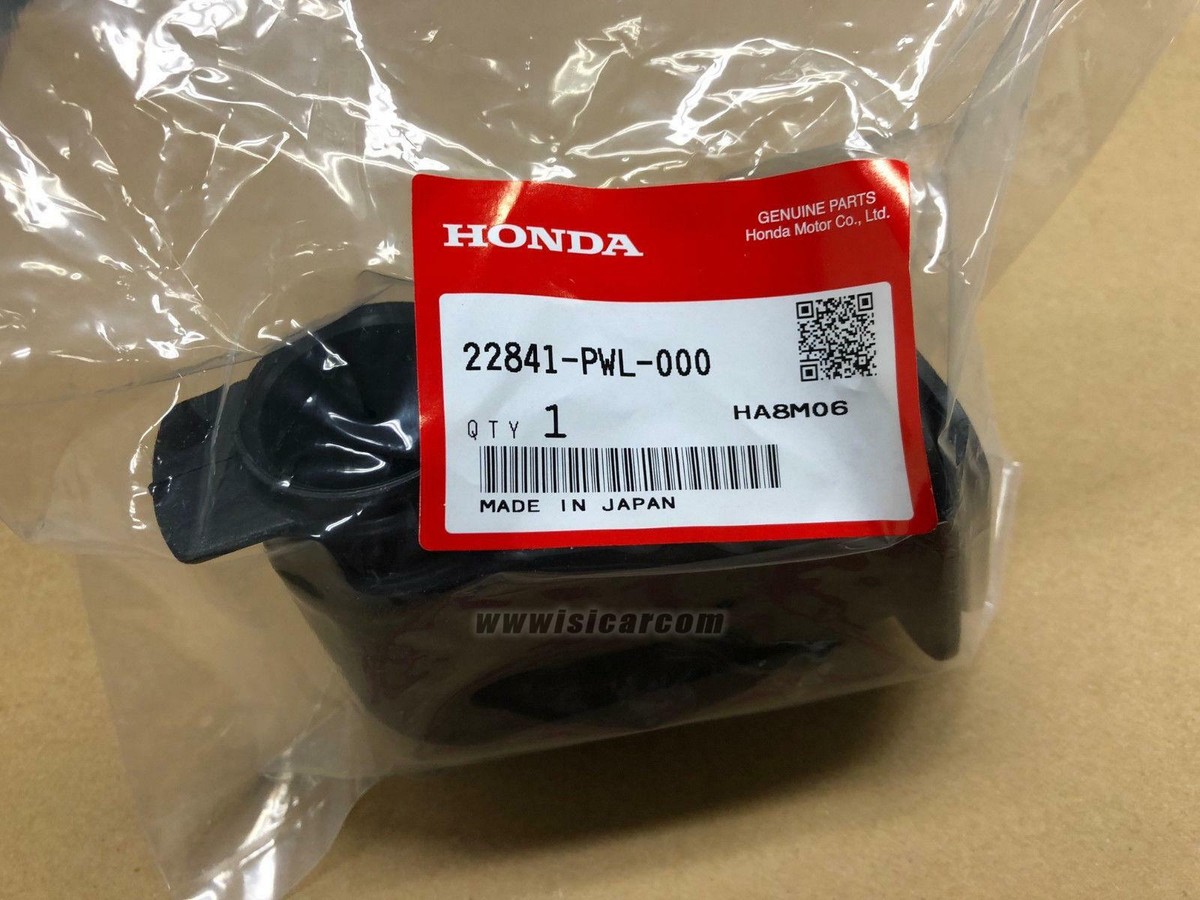 HONDA
GENUINE PARTS
Honda Motor Co., Ltd.
22841-PWL-000
QTY 1
HA8M06
MADE IN JAPAN
wwwisicarcom